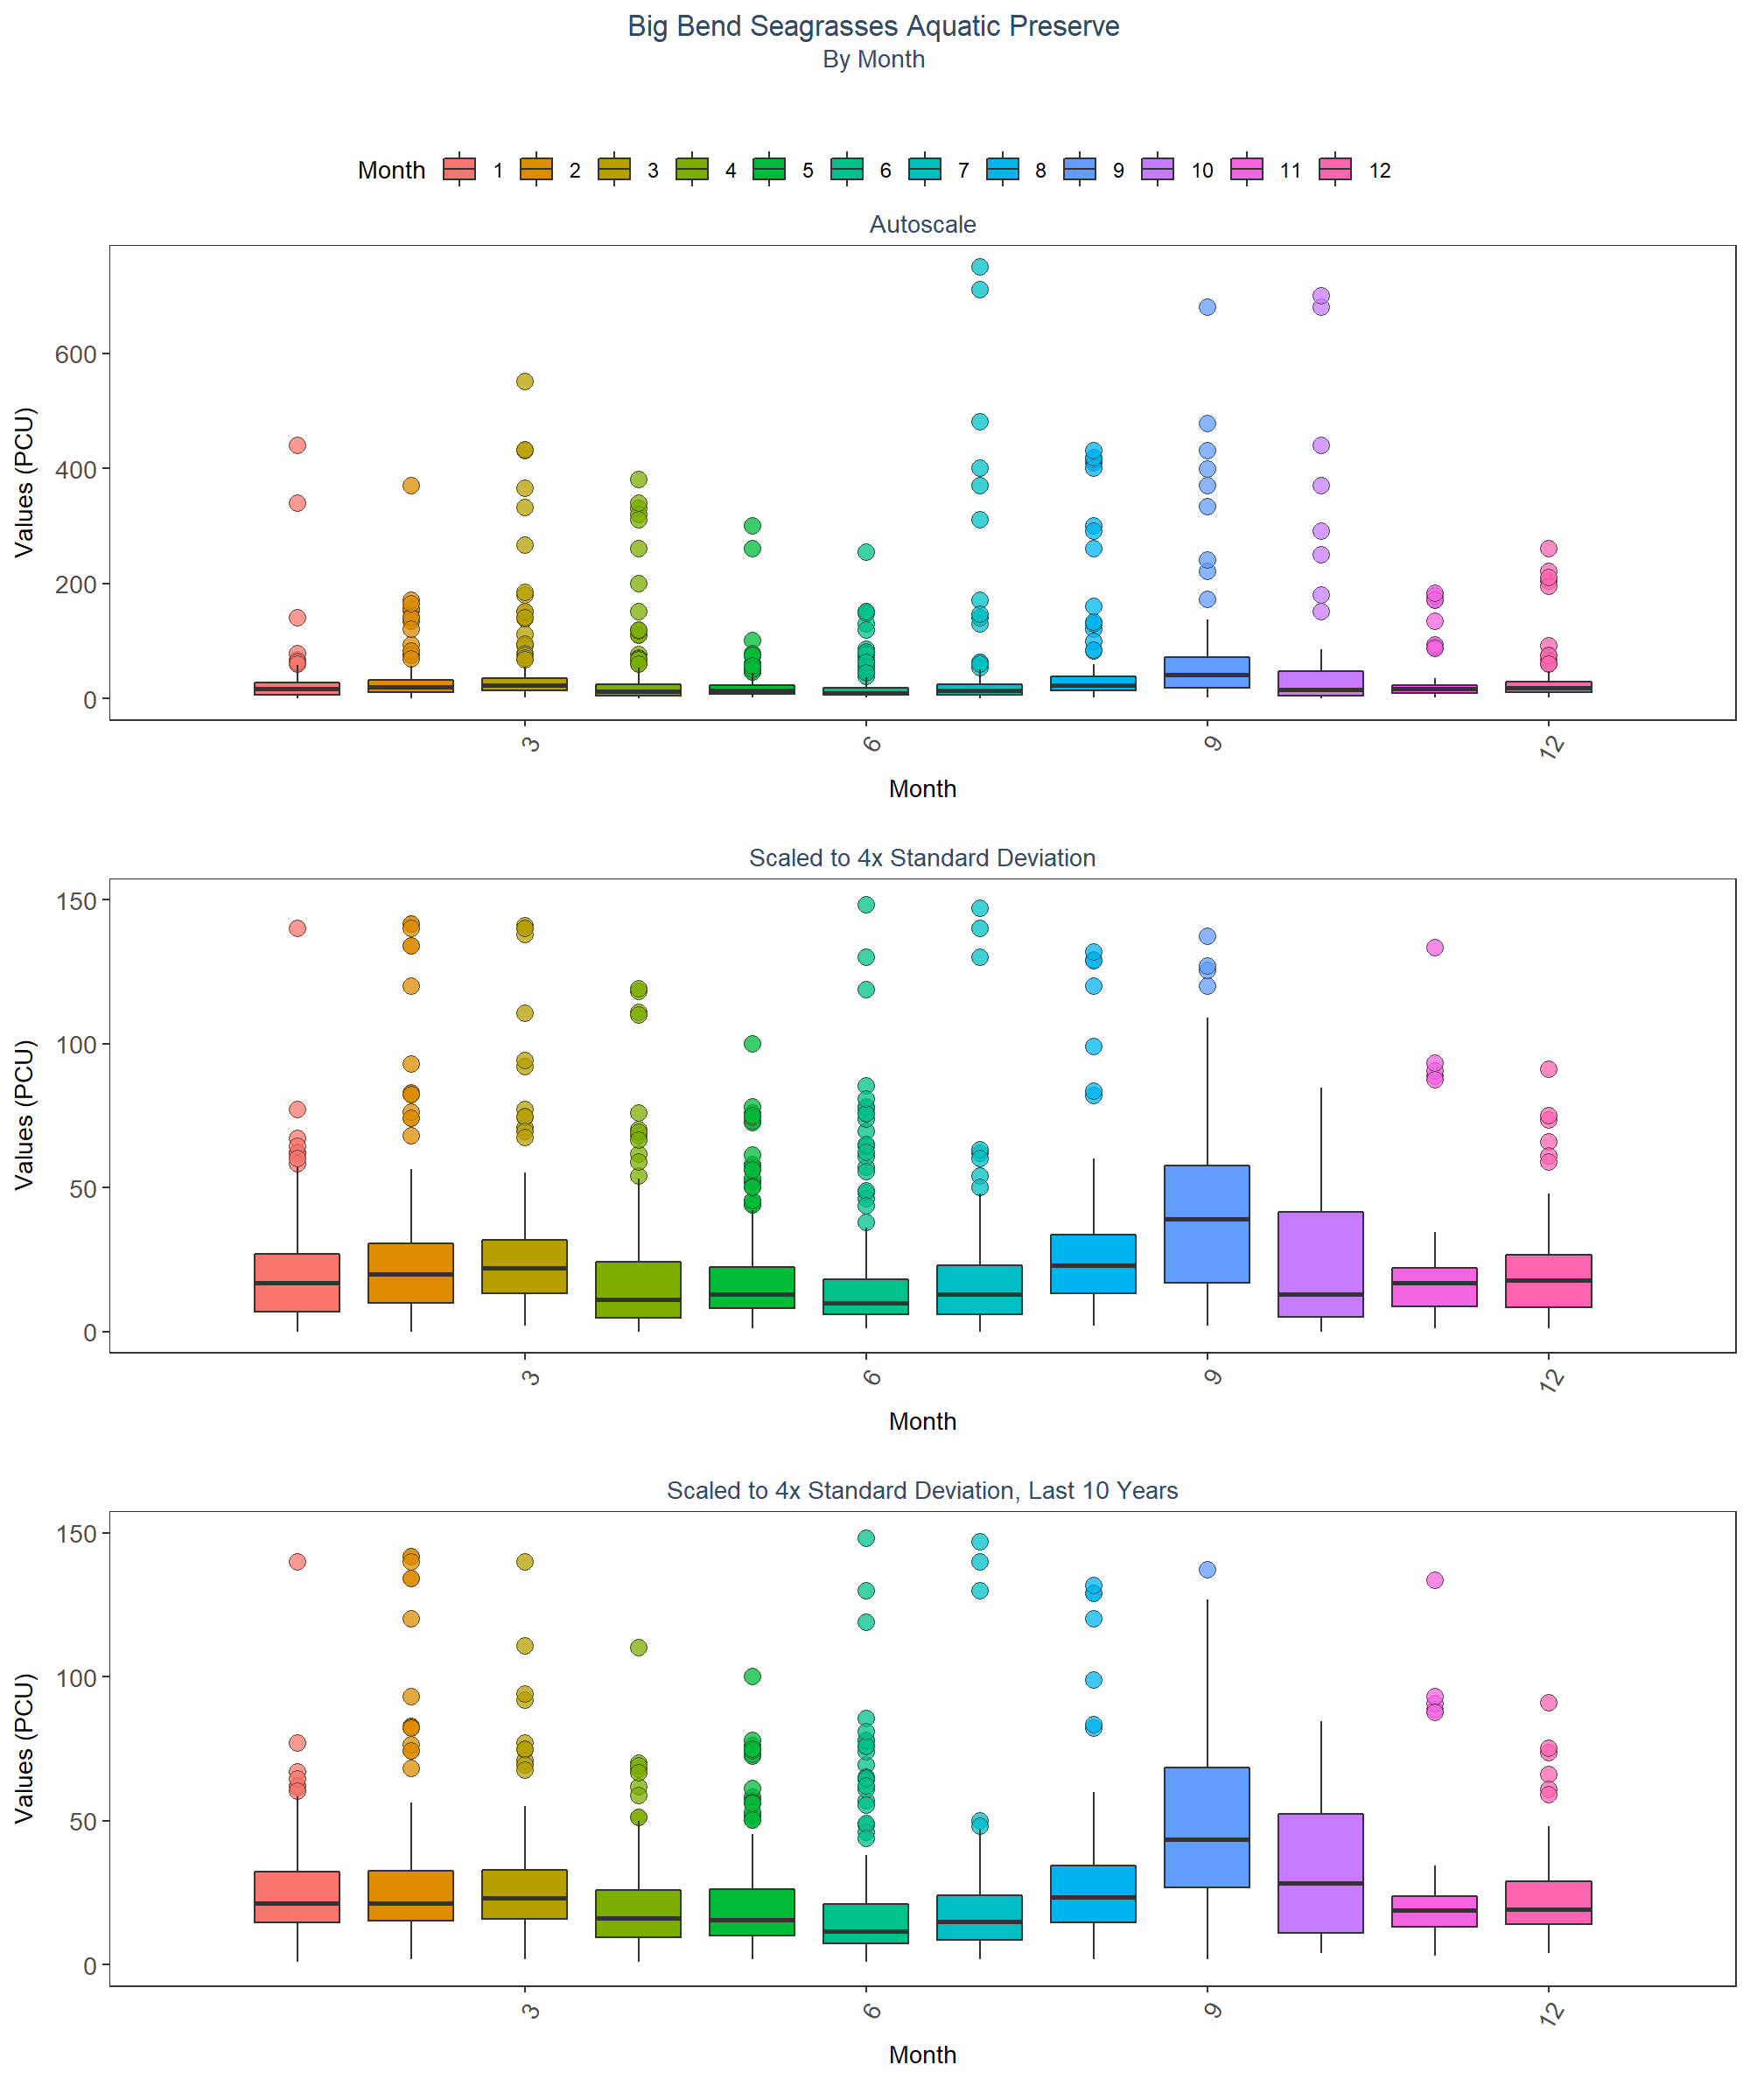 Big Bend Seagrasses Aquatic Preserve
By Month
Month 1 2 3 4 5 6 7 8 9 10 11 12
Autoscale
Values (PCU)
600
400
200
0
3 6 9 12
Month
Scaled to 4x Standard Deviation
Values (PCU)
150
100
50
0
3 6 9 12
Month
Scaled to 4x Standard Deviation, Last 10 Years
Values (PCU)
150
100
50
0
3 6 9 12
Month